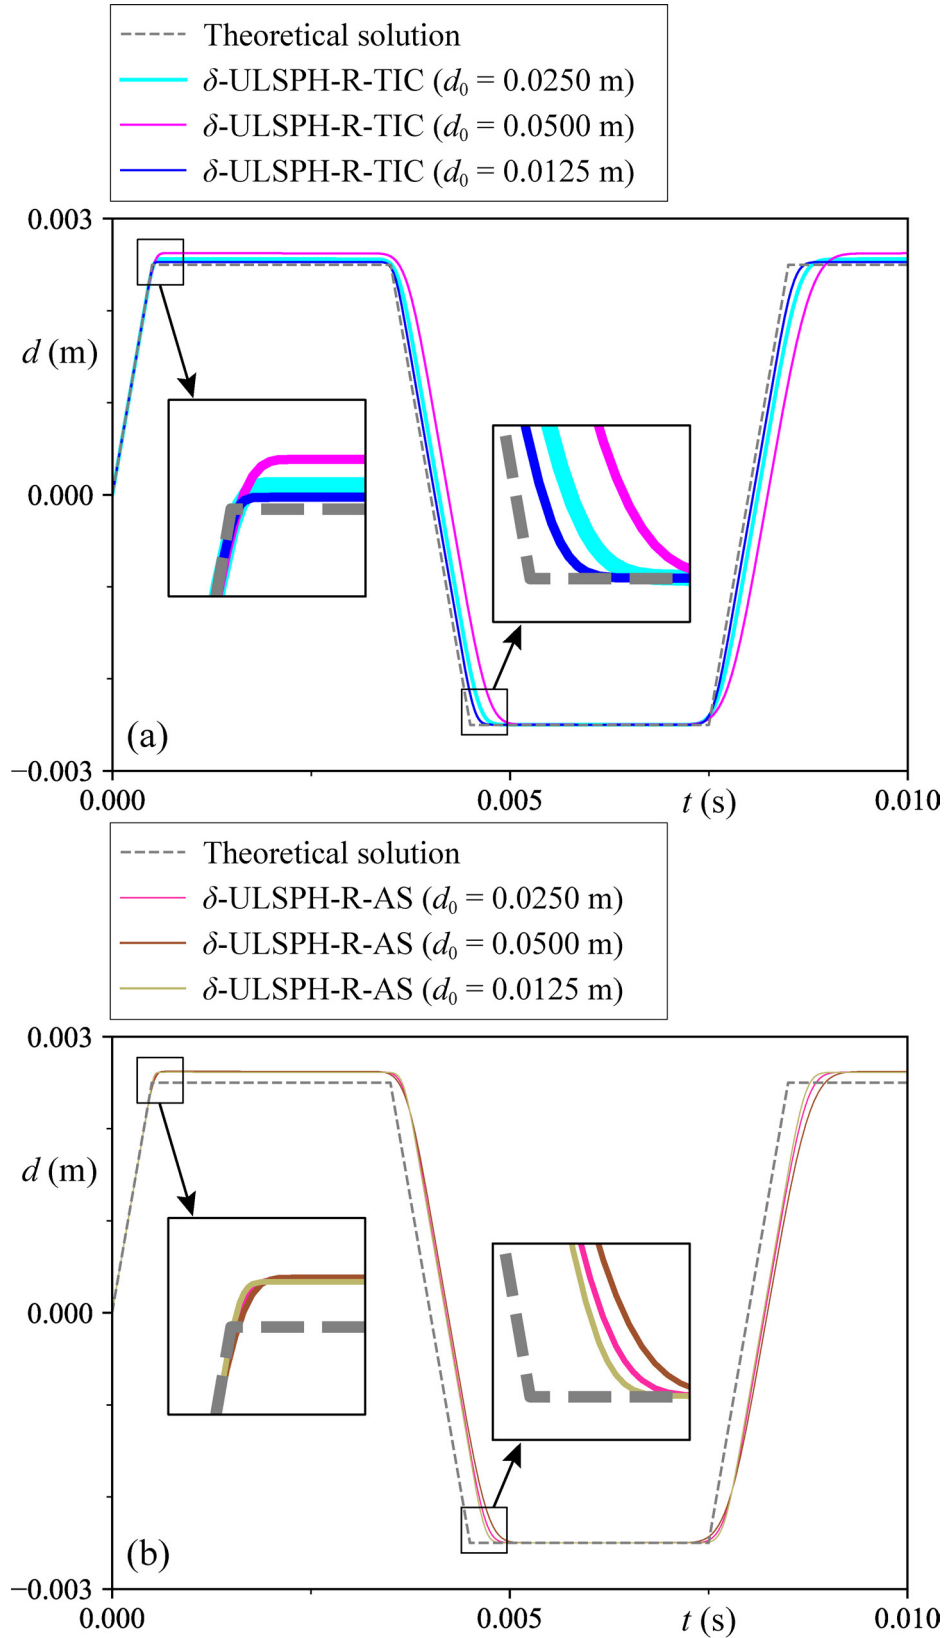 Theoretical solution
δ-ULSPH-R-TIC (d₀ = 0.0250 m)
δ-ULSPH-R-TIC (d₀ = 0.0500 m)
δ-ULSPH-R-TIC (d₀ = 0.0125 m)
0.003
d (m)
0.000
(a)
−0.003
0.000
0.005
t (s)
0.010
Theoretical solution
δ-ULSPH-R-AS (d₀ = 0.0250 m)
δ-ULSPH-R-AS (d₀ = 0.0500 m)
δ-ULSPH-R-AS (d₀ = 0.0125 m)
0.003
d (m)
0.000
(b)
−0.003
0.000
0.005
t (s)
0.010